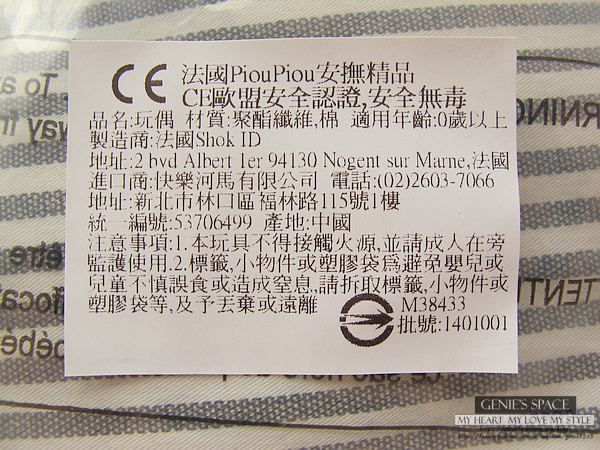 CE 法國PiouPiou安撫精品
CE歐盟安全認證,安全無毒
品名:玩偶 材質:聚酯纖維,棉 適用年齡:0歲以上
製造商:法國Shok ID
地址:2 bvd Albert 1er 94130 Nogent sur Marne,法國
進口商:快樂河馬有限公司 電話:(02)2603-7066
地址:新北市林口區福林路115號1樓
統一編號:53706499 產地:中國
注意事項:1.本玩具不得接觸火源,並請成人在旁
監護使用.2.標籤,小物件或塑膠袋為避免嬰兒或
兒童不慎誤食或造成窒息,請拆取標籤,小物件或
塑膠袋等,及予丟棄或遠離
M38433
批號:1401001
GENIE'S SPACE
MY HEART MY LOVE MY STYLE